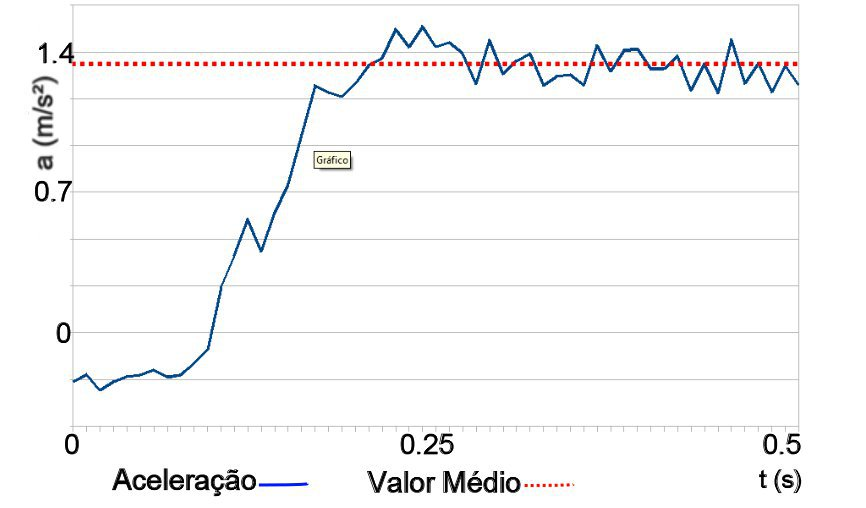 1.4
a (m/s²)
Gráfico
0.7
0
0 0.25 0.5
Aceleração Valor Médio t (s)